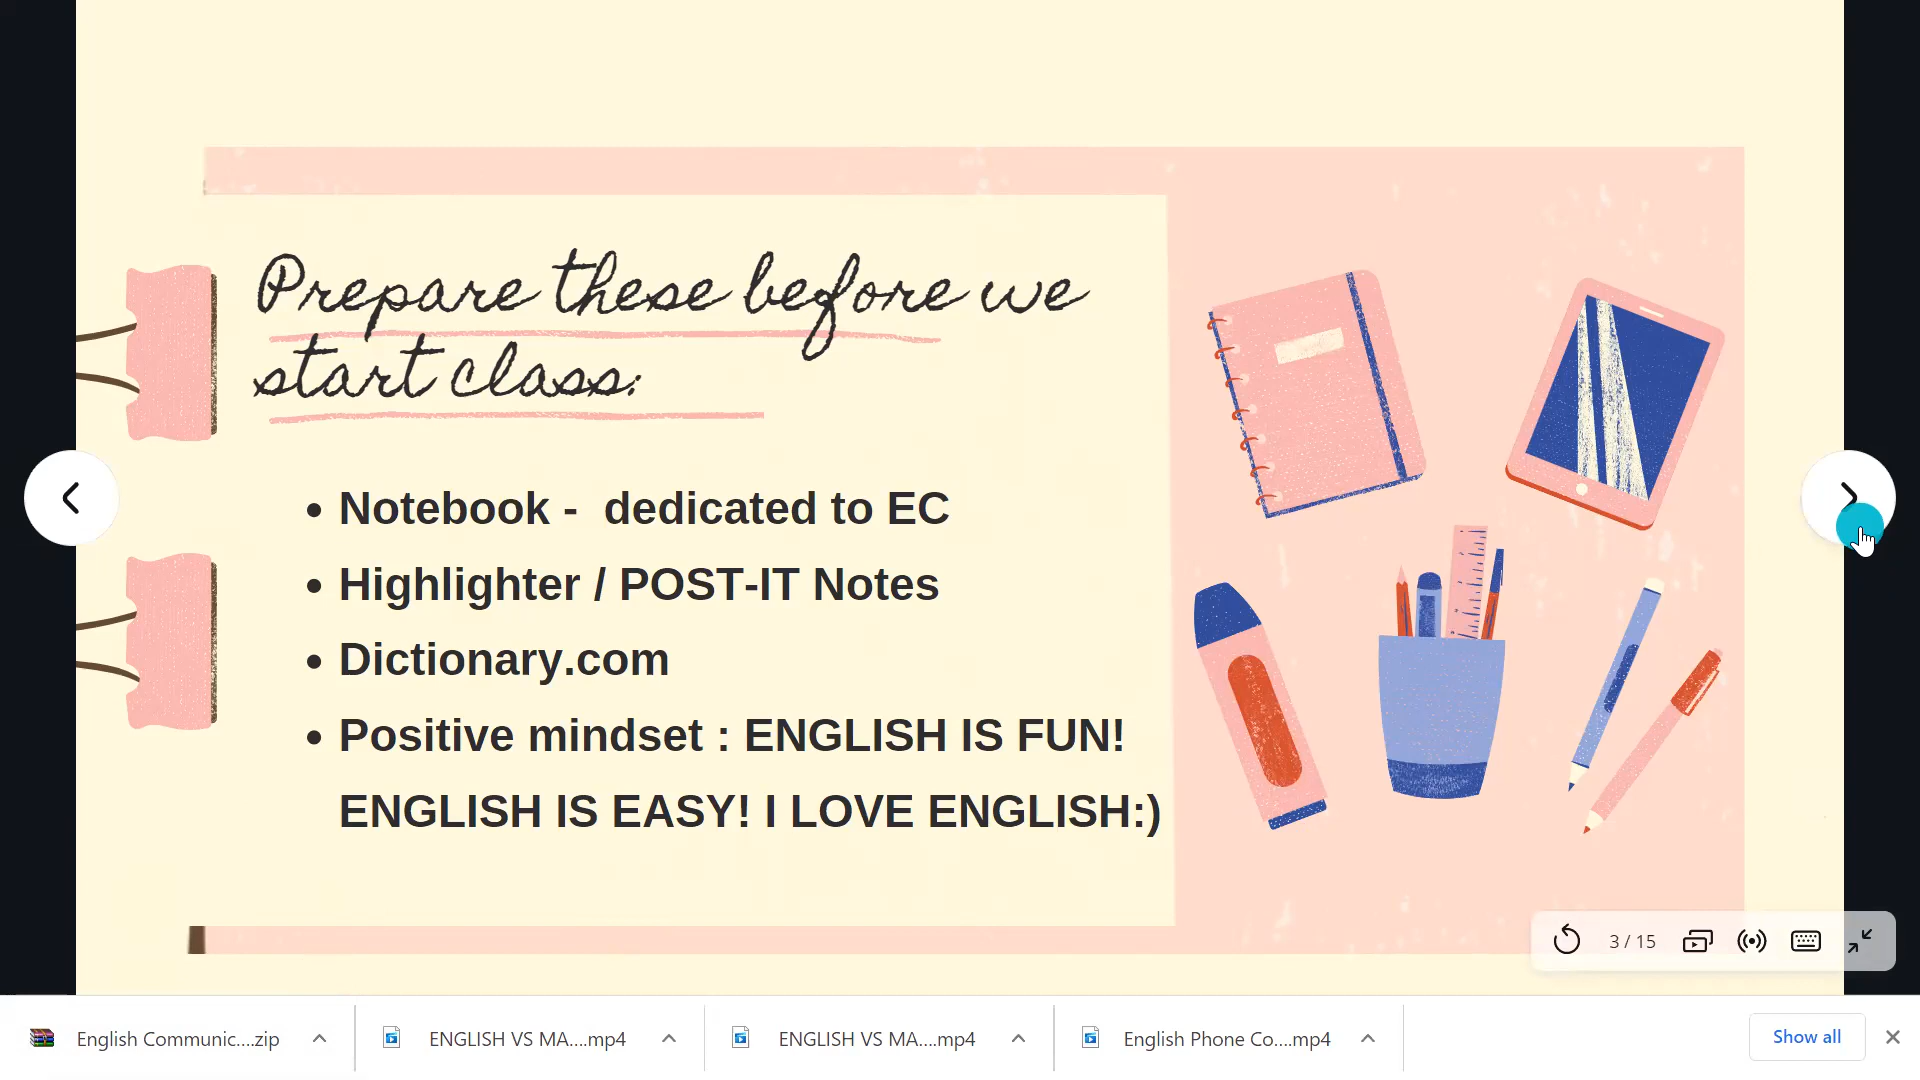 Prepare these before we
start class:
• Notebook -  dedicated to EC
• Highlighter / POST-IT Notes
• Dictionary.com
• Positive mindset : ENGLISH IS FUN!
ENGLISH IS EASY! I LOVE ENGLISH:)
3 / 15
English Communic....zip
ENGLISH VS MA....mp4
ENGLISH VS MA....mp4
English Phone Co....mp4
Show all